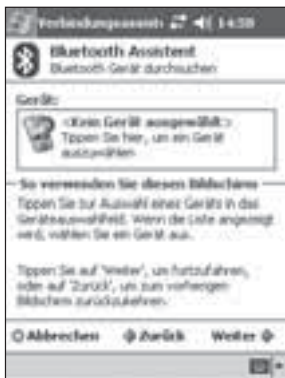 Verbindungsassistent 14:58
Bluetooth Assistent
Bluetooth Gerät durchsuchen
Gerät:
<Kein Gerät ausgewählt>
Tippen Sie hier, um ein Gerät
auszuwählen
So verwenden Sie diesen Bildschirm
Tippen Sie zur Auswahl eines Geräts in das
Geräteauswahlfeld. Wenn die Liste angezeigt
wird, wählen Sie ein Gerät aus.
Tippen Sie auf 'Weiter', um fortzufahren,
oder auf 'Zurück', um zum vorherigen
Bildschirm zurückzukehren.
Abbrechen Zurück Weiter